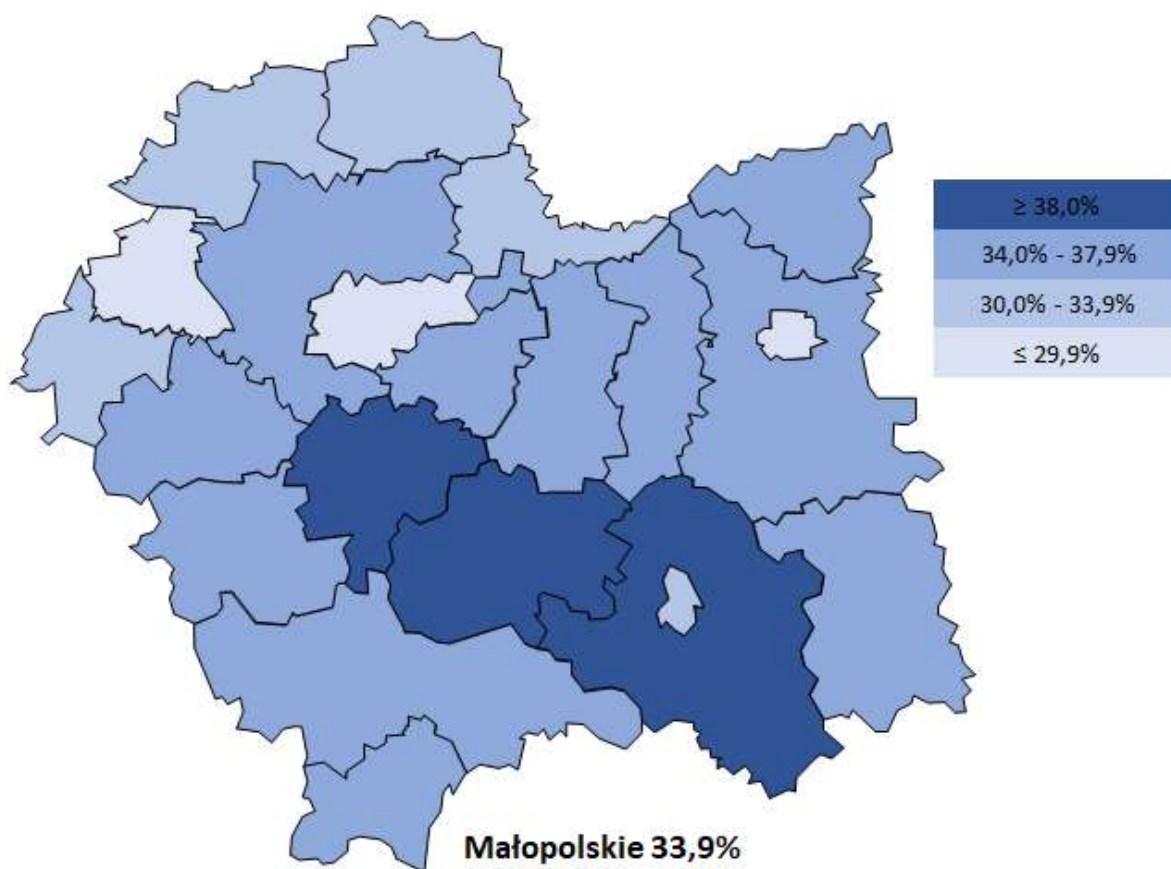 ≥ 38,0%
34,0% - 37,9%
30,0% - 33,9%
≤ 29,9%
Małopolskie 33,9%